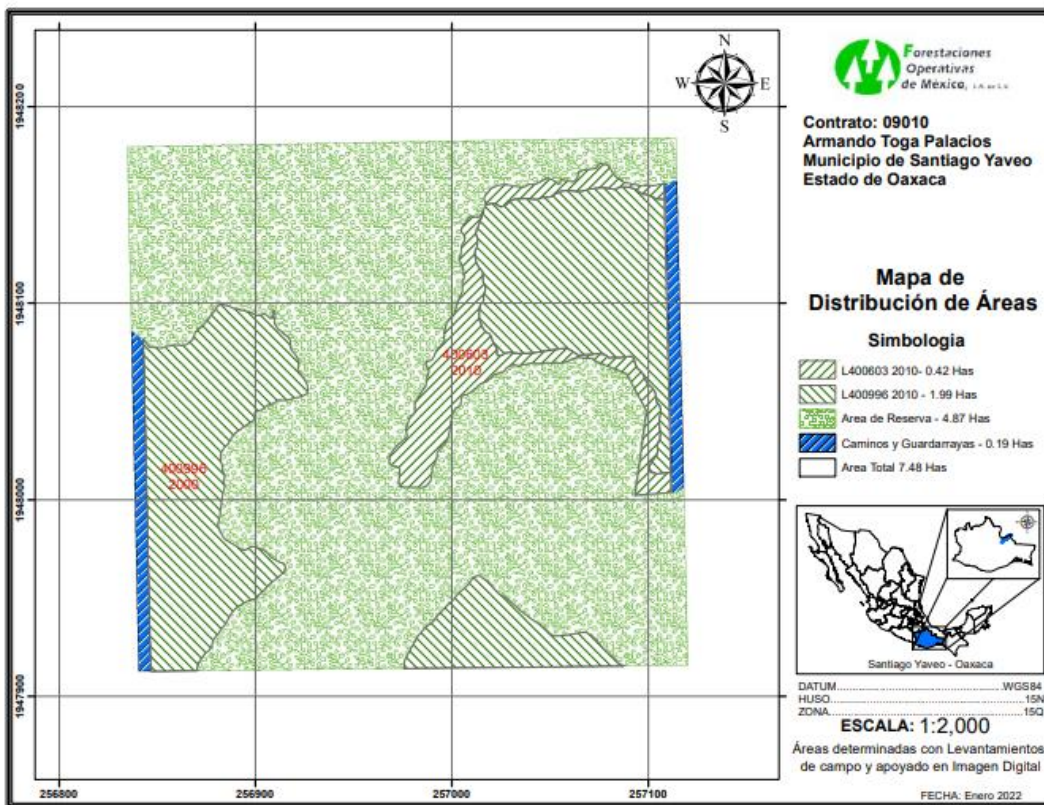 N
W E
S
1948200
1948100
1948000
1947900
256800 256900 257000 257100
400603
2010
400996
2000
Forestaciones
Operativas
de México,
Contrato: 09010
Armando Toga Palacios
Municipio de Santiago Yaveo
Estado de Oaxaca
Mapa de
Distribución de Áreas
Simbologia
L400603 2010- 0.42 Has
L400996 2010 - 1.99 Has
Area de Reserva - 4.87 Has
Caminos y Guardarrayas - 0.19 Has
Area Total 7.48 Has
Santiago Yaveo - Oaxaca
DATUM WGS84
HUSO 15N
ZONA 15Q
ESCALA: 1:2,000
Áreas determinadas con Levantamientos
de campo y apoyado en Imagen Digital
FECHA: Enero 2022